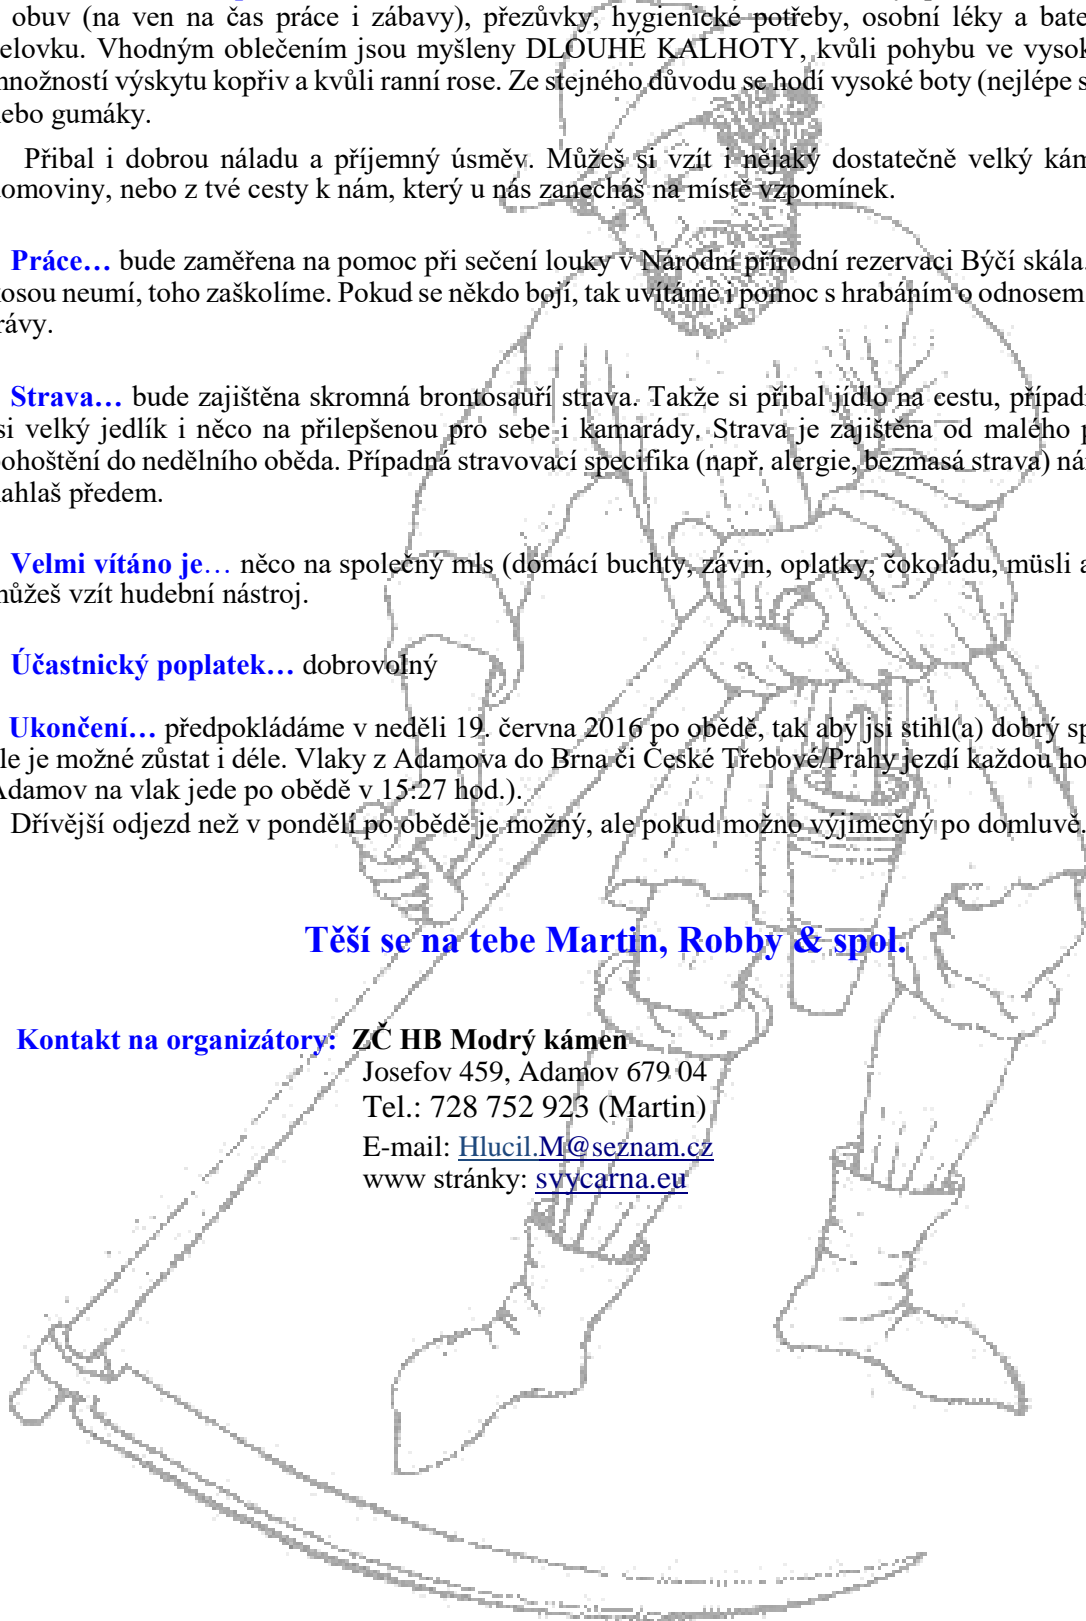 obuv (na ven na čas práce i zábavy), přezůvky, hygienické potřeby, osobní léky a bate
elovku. Vhodným oblečením jsou myšleny DLOUHÉ KALHOTY, kvůli pohybu ve vysok
množností výskytu kopřiv a kvůli ranní rose. Ze stejného důvodu se hodí vysoké boty (nejlépe s
nebo gumáky.
Přibal i dobrou náladu a příjemný úsměv. Můžeš si vzít i nějaký dostatečně velký kám
domoviny, nebo z tvé cesty k nám, který u nás zanecháš na místě vzpomínek.
Práce… bude zaměřena na pomoc při sečení louky v Národní přírodní rezervaci Býčí skála.
kosou neumí, toho zaškolíme. Pokud se někdo bojí, tak uvítáme i pomoc s hrabáním o odnosem
trávy.
Strava… bude zajištěna skromná brontosauří strava. Takže si přibal jídlo na cestu, případ
si velký jedlík i něco na přilepšenou pro sebe i kamarády. Strava je zajištěna od malého p
pohoštění do nedělního oběda. Případná stravovací specifika (např. alergie, bezmasá strava) ná
nahlaš předem.
Velmi vítáno je… něco na společný mls (domácí buchty, závin, oplatky, čokoládu, müsli a
můžeš vzít hudební nástroj.
Účastnický poplatek… dobrovolný
Ukončení… předpokládáme v neděli 19. června 2016 po obědě, tak aby jsi stihl(a) dobrý sp
le je možné zůstat i déle. Vlaky z Adamova do Brna či České Třebové/Prahy jezdí každou ho
Adamov na vlak jede po obědě v 15:27 hod.).
Dřívější odjezd než v pondělí po obědě je možný, ale pokud možno výjimečný po domluvě.
Těší se na tebe Martin, Robby & spol.
Kontakt na organizátory: ZČ HB Modrý kámen
Josefov 459, Adamov 679 04
Tel.: 728 752 923 (Martin)
E-mail: Hlucil.M@seznam.cz
www stránky: svycarna.eu